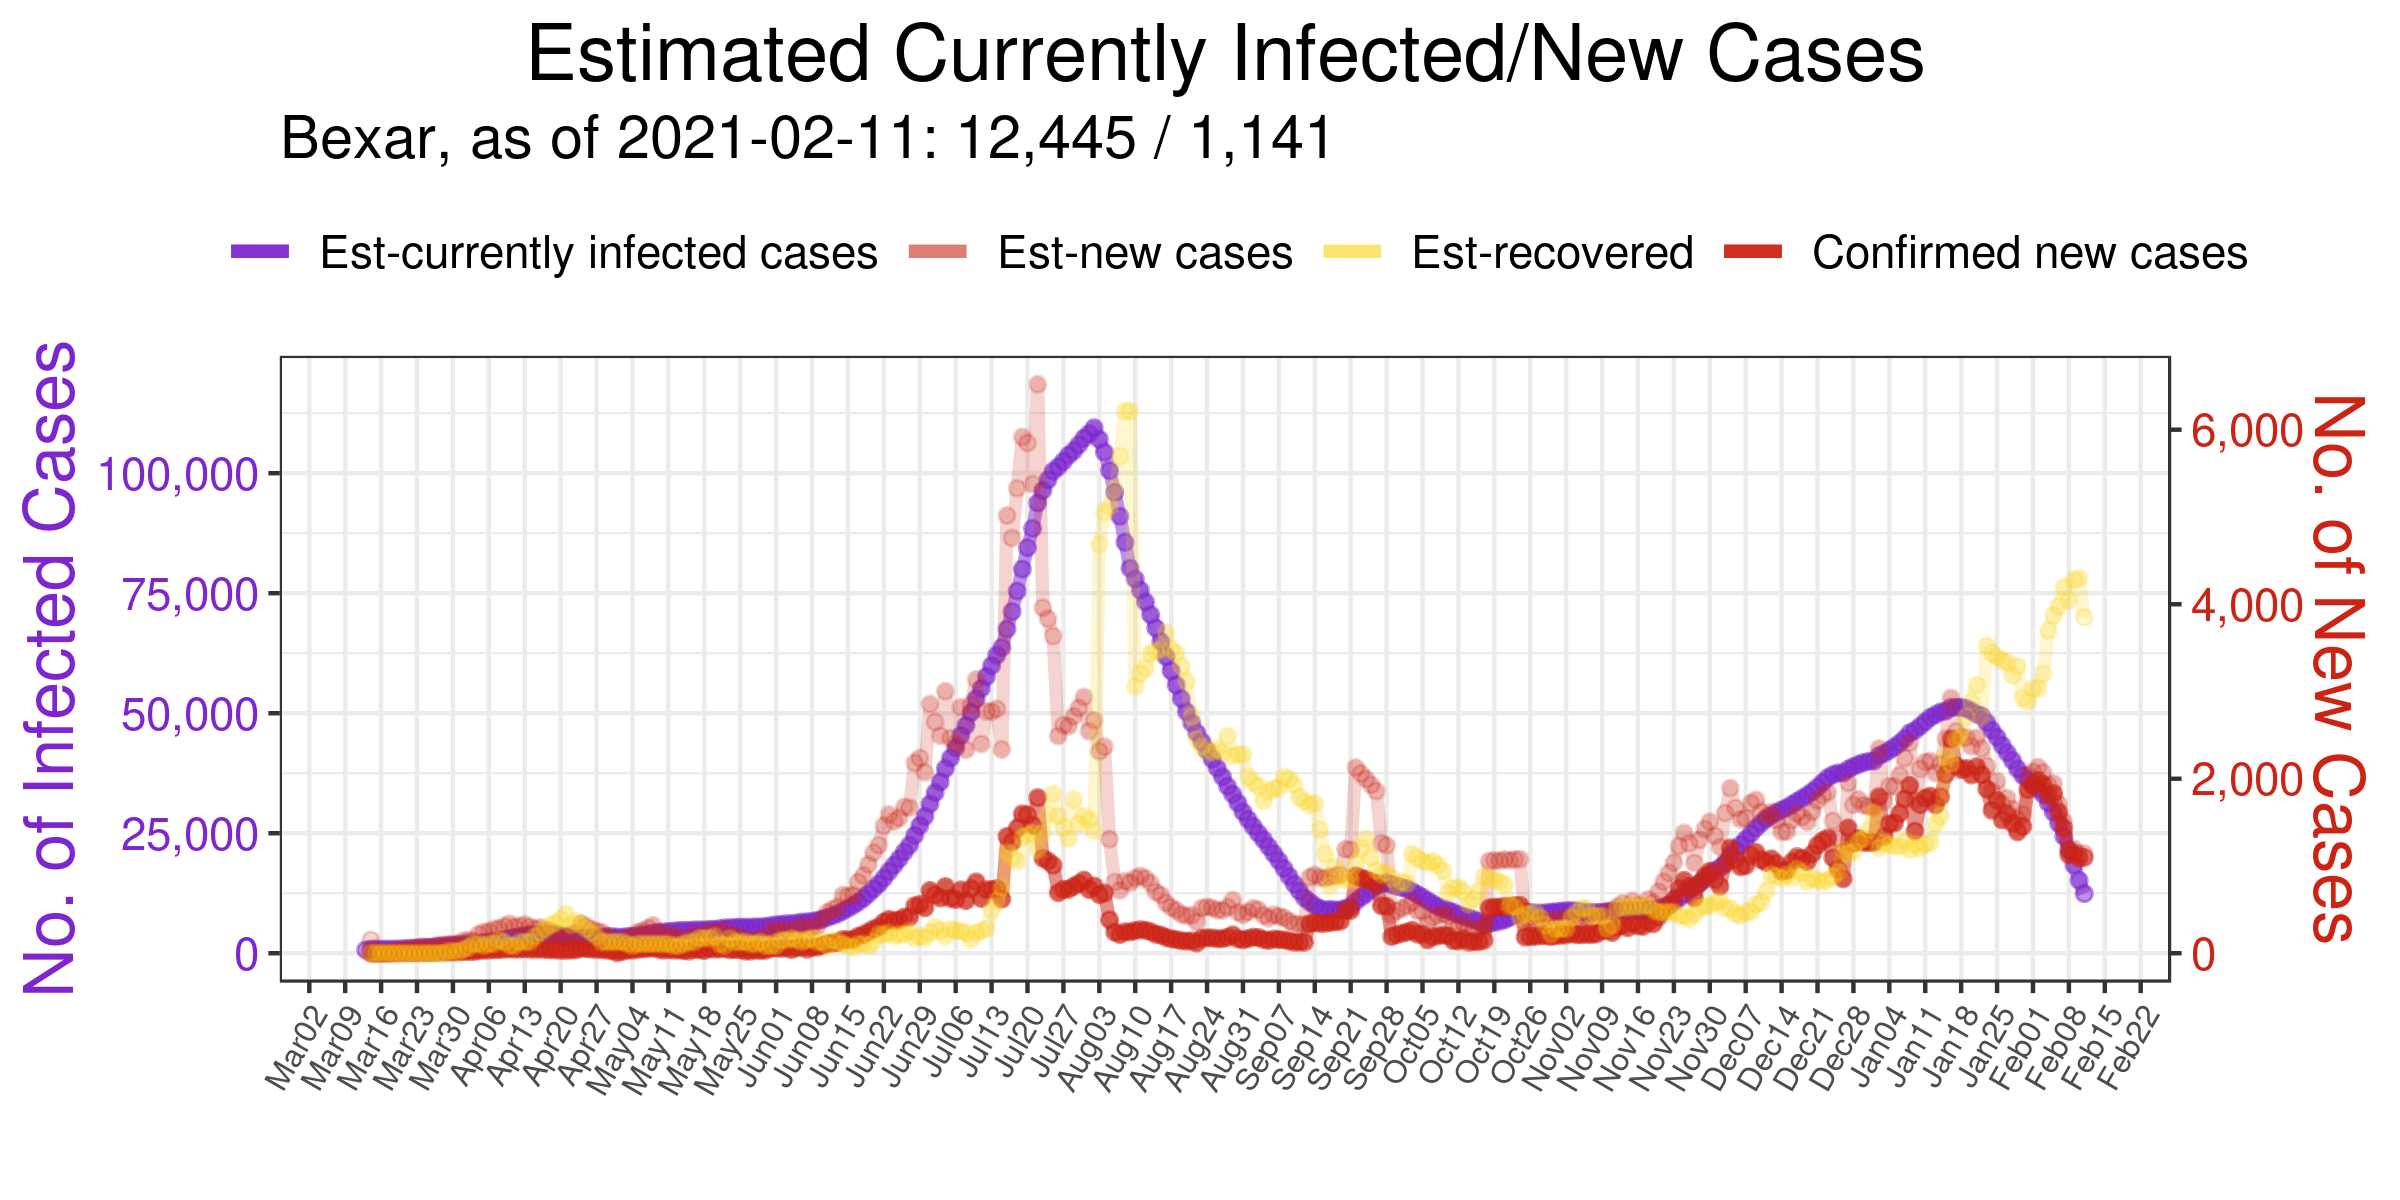 Estimated Currently Infected/New Cases
Bexar, as of 2021-02-11: 12,445 / 1,141
Est-currently infected cases Est-new cases Est-recovered Confirmed new cases
No. of Infected Cases
100,000
75,000
50,000
25,000
0
6,000
4,000
2,000
0
No. of New Cases
Mar02 Mar09 Mar16 Mar23 Mar30 Apr06 Apr13 Apr20 Apr27 May04 May11 May18 May25 Jun01 Jun08 Jun15 Jun22 Jun29 Jul06 Jul13 Jul20 Jul27 Aug03 Aug10 Aug17 Aug24 Aug31 Sep07 Sep14 Sep21 Sep28 Oct05 Oct12 Oct19 Oct26 Nov02 Nov09 Nov16 Nov23 Nov30 Dec07 Dec14 Dec21 Dec28 Jan04 Jan11 Jan18 Jan25 Feb01 Feb08 Feb15 Feb22